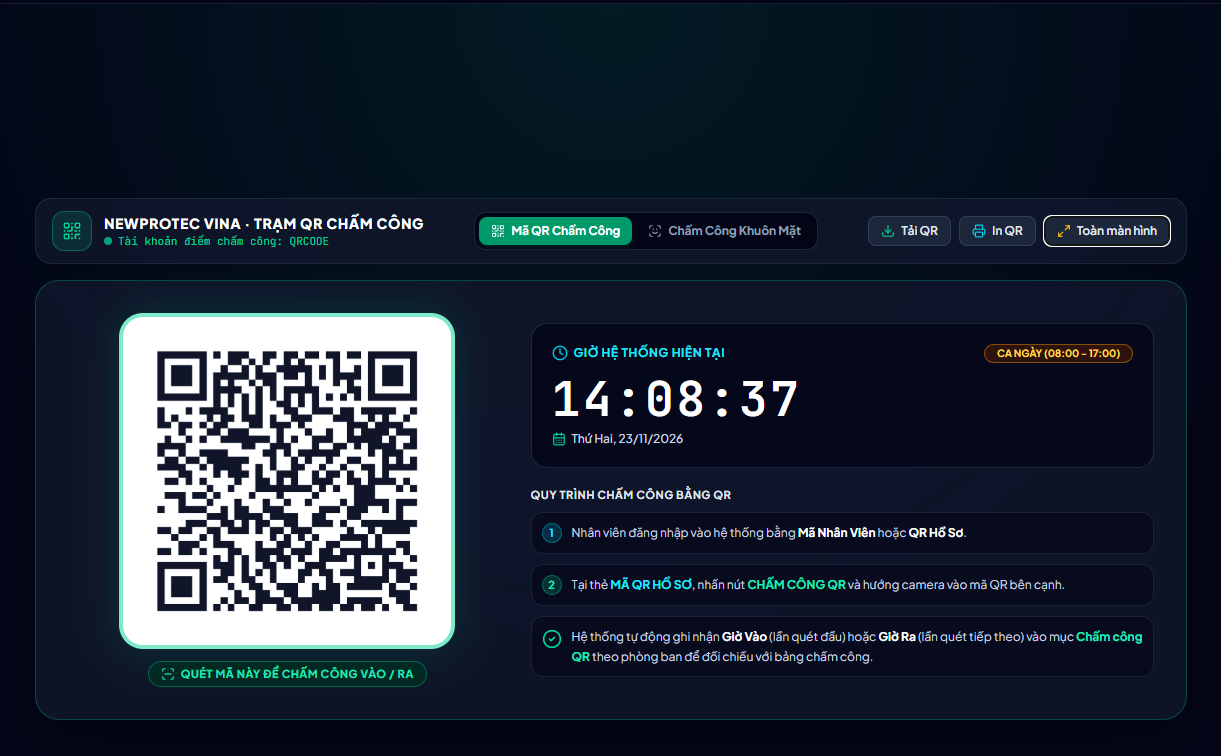 NEWPROTEC VINA · TRẠM QR CHẤM CÔNG
Tài khoản điểm chấm công: QRCODE
Mã QR Chấm Công
Chấm Công Khuôn Mặt
Tải QR
In QR
Toàn màn hình
QUÉT MÃ NÀY ĐỂ CHẤM CÔNG VÀO / RA
GIỜ HỆ THỐNG HIỆN TẠI
CA NGÀY (08:00 - 17:00)
14:08:37
Thứ Hai, 23/11/2026
QUY TRÌNH CHẤM CÔNG BẰNG QR
1 Nhân viên đăng nhập vào hệ thống bằng Mã Nhân Viên hoặc QR Hồ Sơ.
2 Tại thẻ MÃ QR HỒ SƠ, nhấn nút CHẤM CÔNG QR và hướng camera vào mã QR bên cạnh.
Hệ thống tự động ghi nhận Giờ Vào (lần quét đầu) hoặc Giờ Ra (lần quét tiếp theo) vào mục Chấm công
QR theo phòng ban để đối chiếu với bảng chấm công.